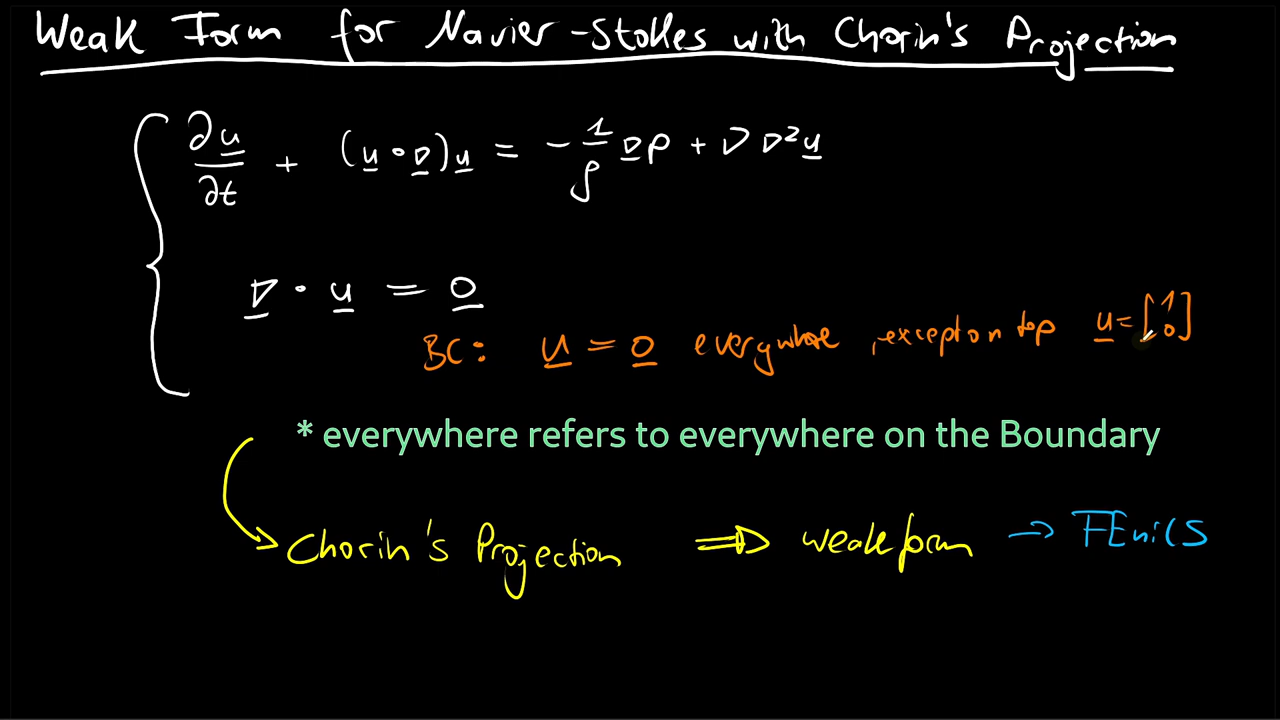 Weak Form for Navier-Stokes with Chorin's Projection
∂u/∂t + (u · ∇)u = - 1/ρ ∇p + ν ∇²u
∇ · u = 0
BC: u = 0 everywhere, except on top u = [1 0]
* everywhere refers to everywhere on the Boundary
Chorin's Projection ⇒ weak form → FEniCS